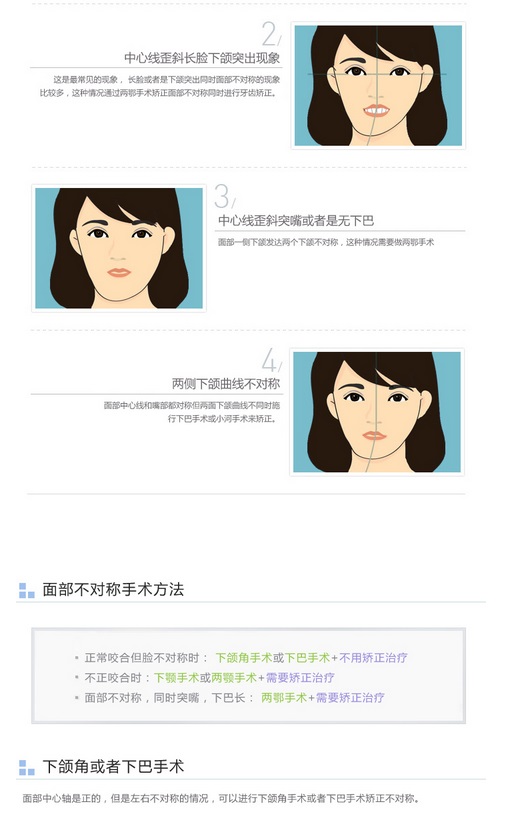 2/
中心线歪斜长脸下颌突出现象
这是最常见的现象，长脸或者是下颌突出同时面部不对称的现象
比较多，这种情况通过两鄂手术矫正面部不对称同时进行牙齿矫正。
3/
中心线歪斜突嘴或者是无下巴
面部一侧下颌发达两个下颌不对称，这种情况需要做两鄂手术
4/
两侧下颌曲线不对称
面部中心线和嘴部都对称但两面下颌曲线不同时施
行下巴手术或小河手术来矫正。
面部不对称手术方法
正常咬合但脸不对称时： 下颌角手术或下巴手术+不用矫正治疗
不正咬合时：下颚手术或两颚手术+需要矫正治疗
面部不对称，同时突嘴，下巴长： 两鄂手术+需要矫正治疗
下颌角或者下巴手术
面部中心轴是正的，但是左右不对称的情况，可以进行下颌角手术或者下巴手术矫正不对称。